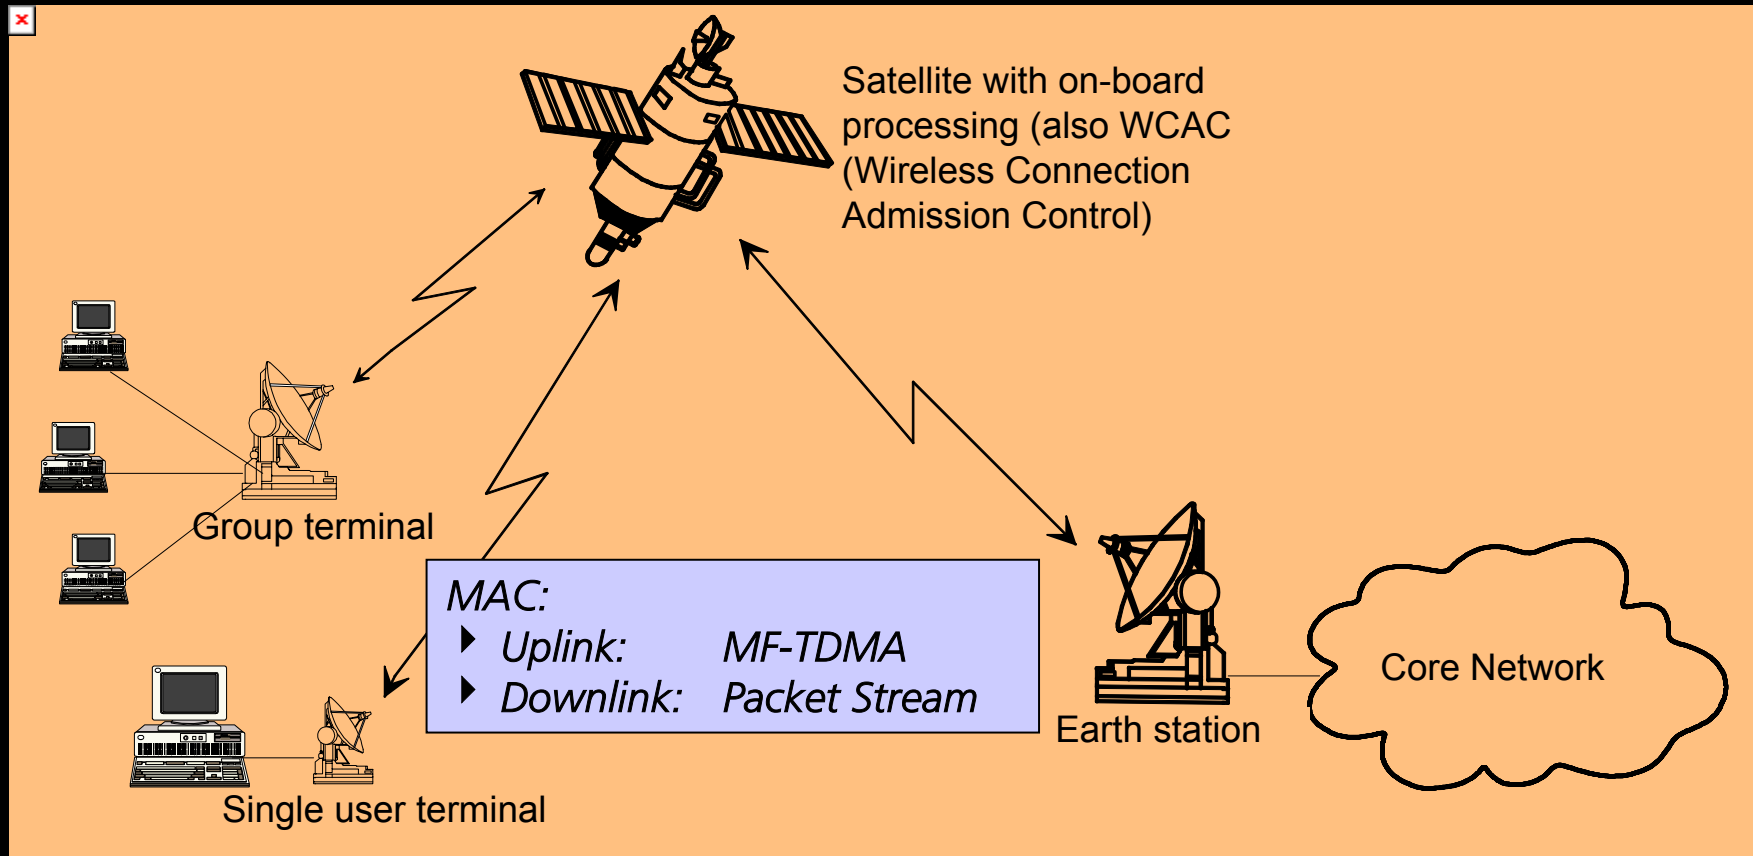 Satellite with on-board
processing (also WCAC
(Wireless Connection
Admission Control)
Group terminal
MAC:
Uplink: MF-TDMA
Downlink: Packet Stream
Core Network
Earth station
Single user terminal